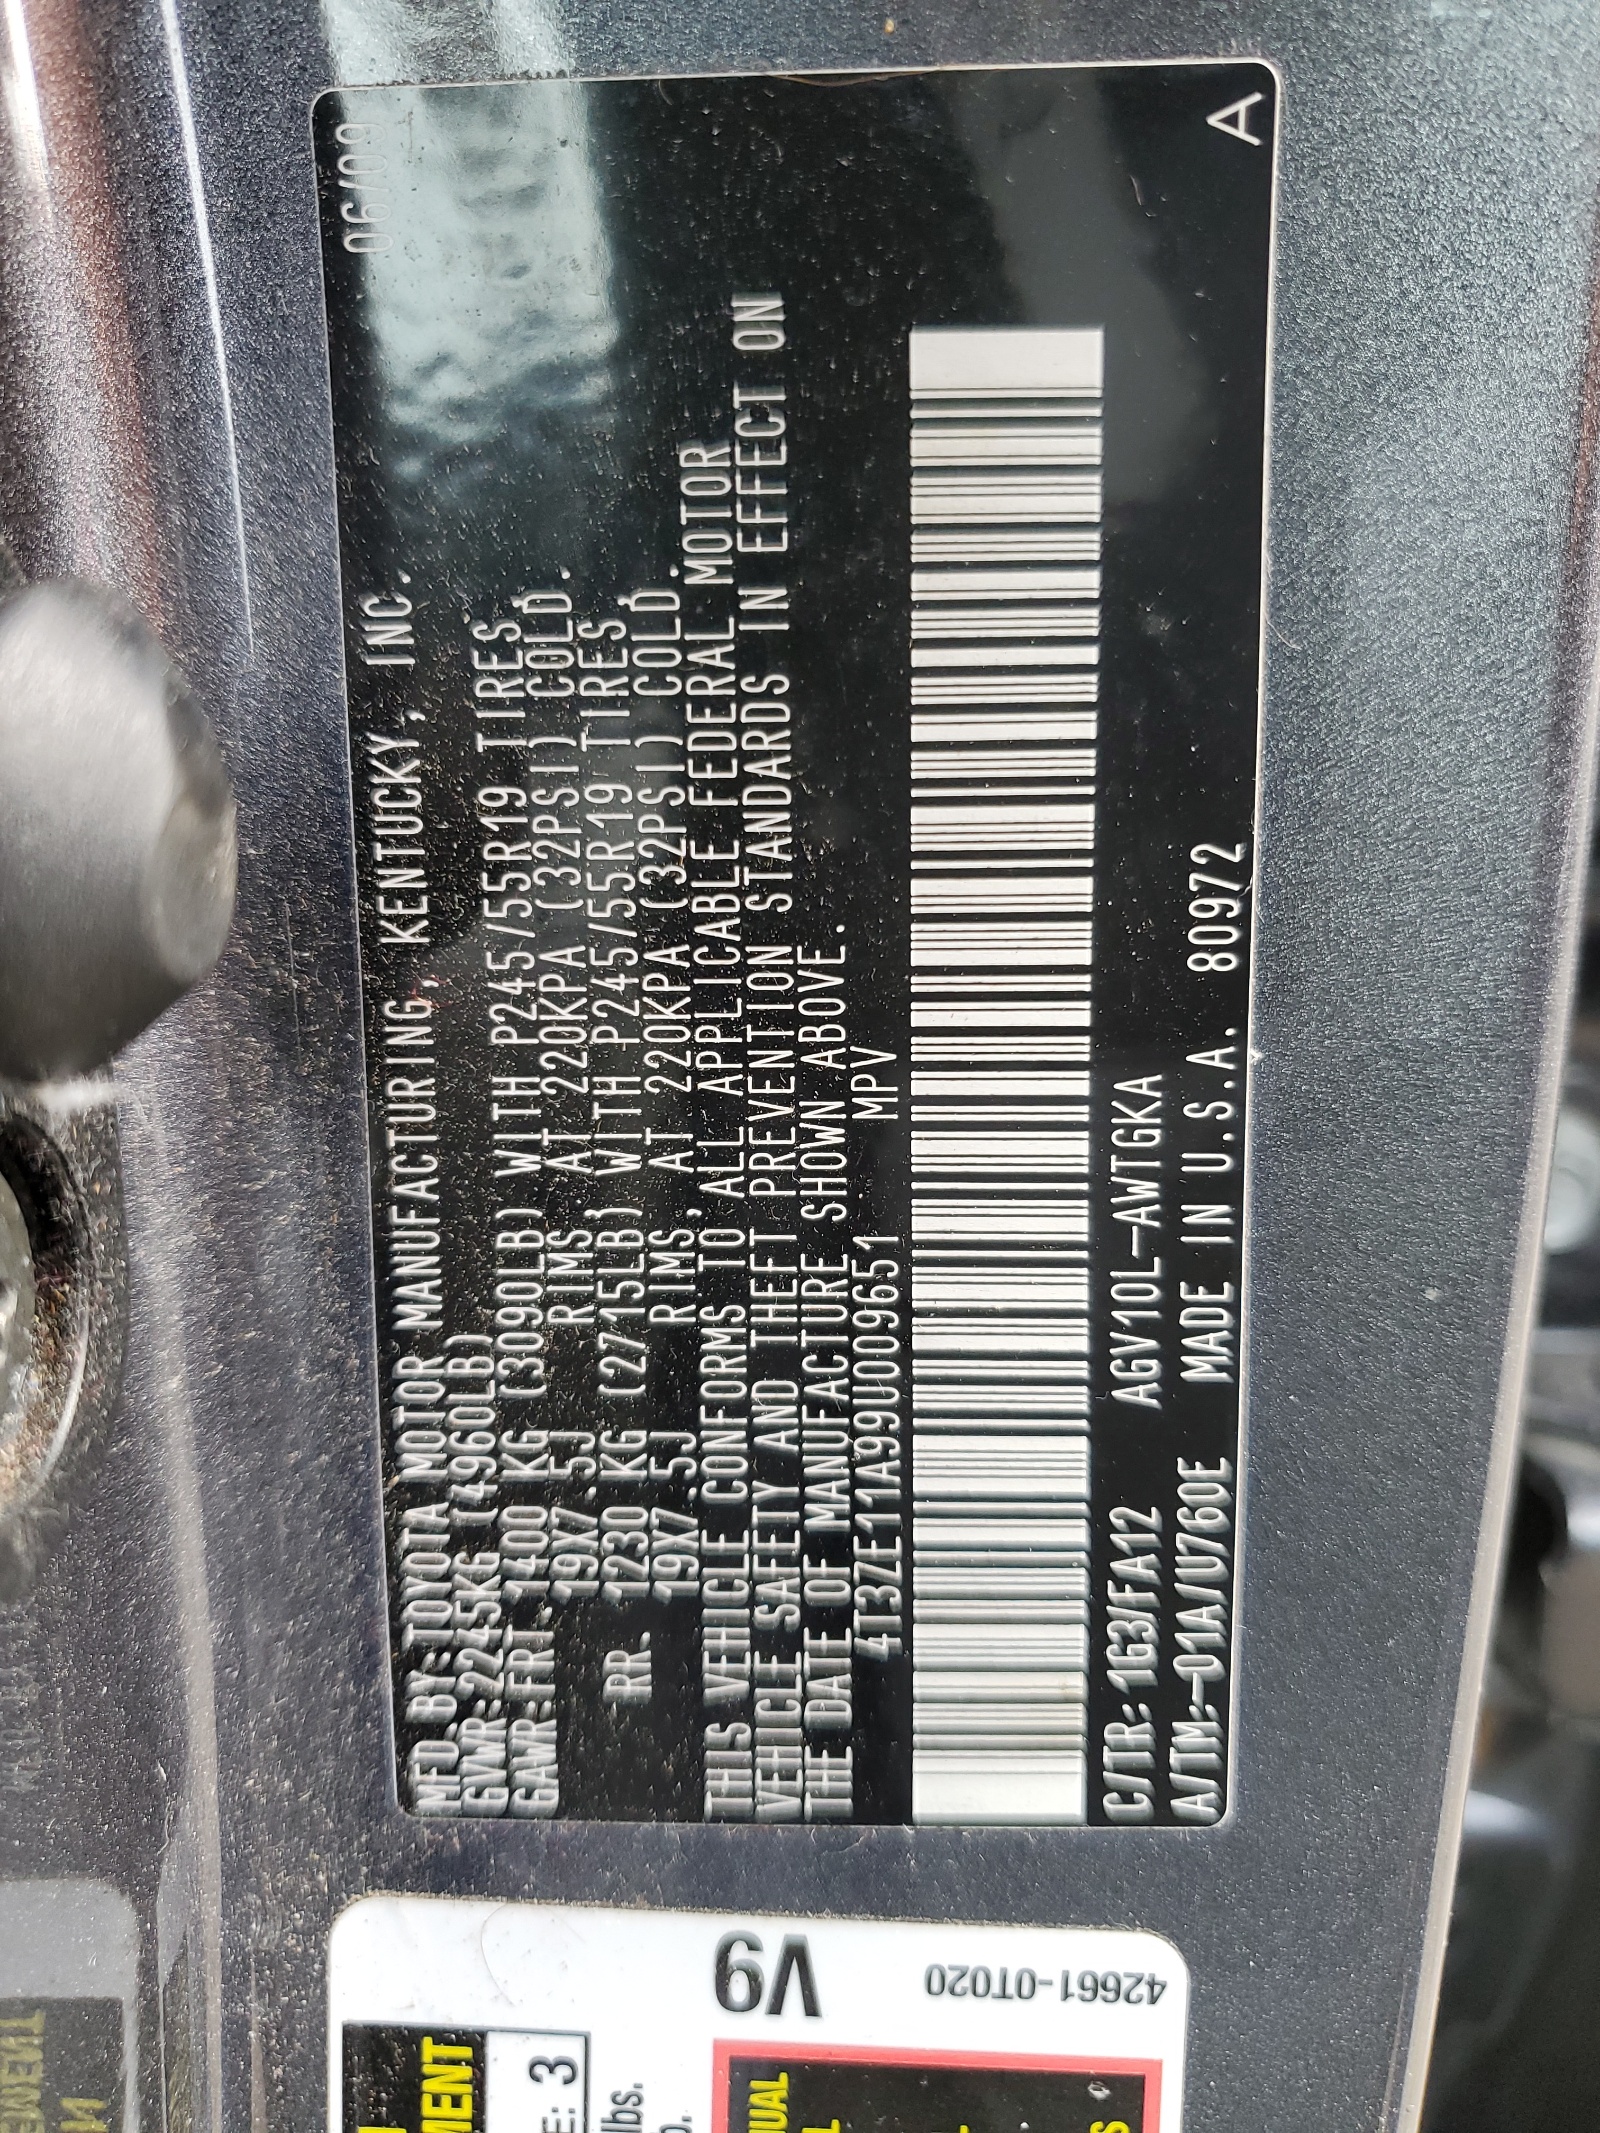 06/09
MFD.BY:TOYOTA MOTOR MANUFACTURING, KENTUCKY, INC.
GVWR:2245KG (4960LB)
GAWR:FRT. 1400 KG (3090LB) WITH P245/55R19 TIRES,
19X7.5J RIMS, AT 220KPA (32PSI) COLD.
RR. 1230 KG (2715LB) WITH P245/55R19 TIRES,
19X7.5J RIMS, AT 220KPA (32PSI) COLD.
THIS VEHICLE CONFORMS TO ALL APPLICABLE FEDERAL MOTOR
VEHICLE SAFETY AND THEFT PREVENTION STANDARDS IN EFFECT ON
THE DATE OF MANUFACTURE SHOWN ABOVE.
4T3ZE11A99U009651 MPV
C/TR:1G3/FA12 AGV10L-AWTGKA
A/TM:-01A/U760E MADE IN U.S.A. 80972
A
V9
42661-0T020
3
lbs.